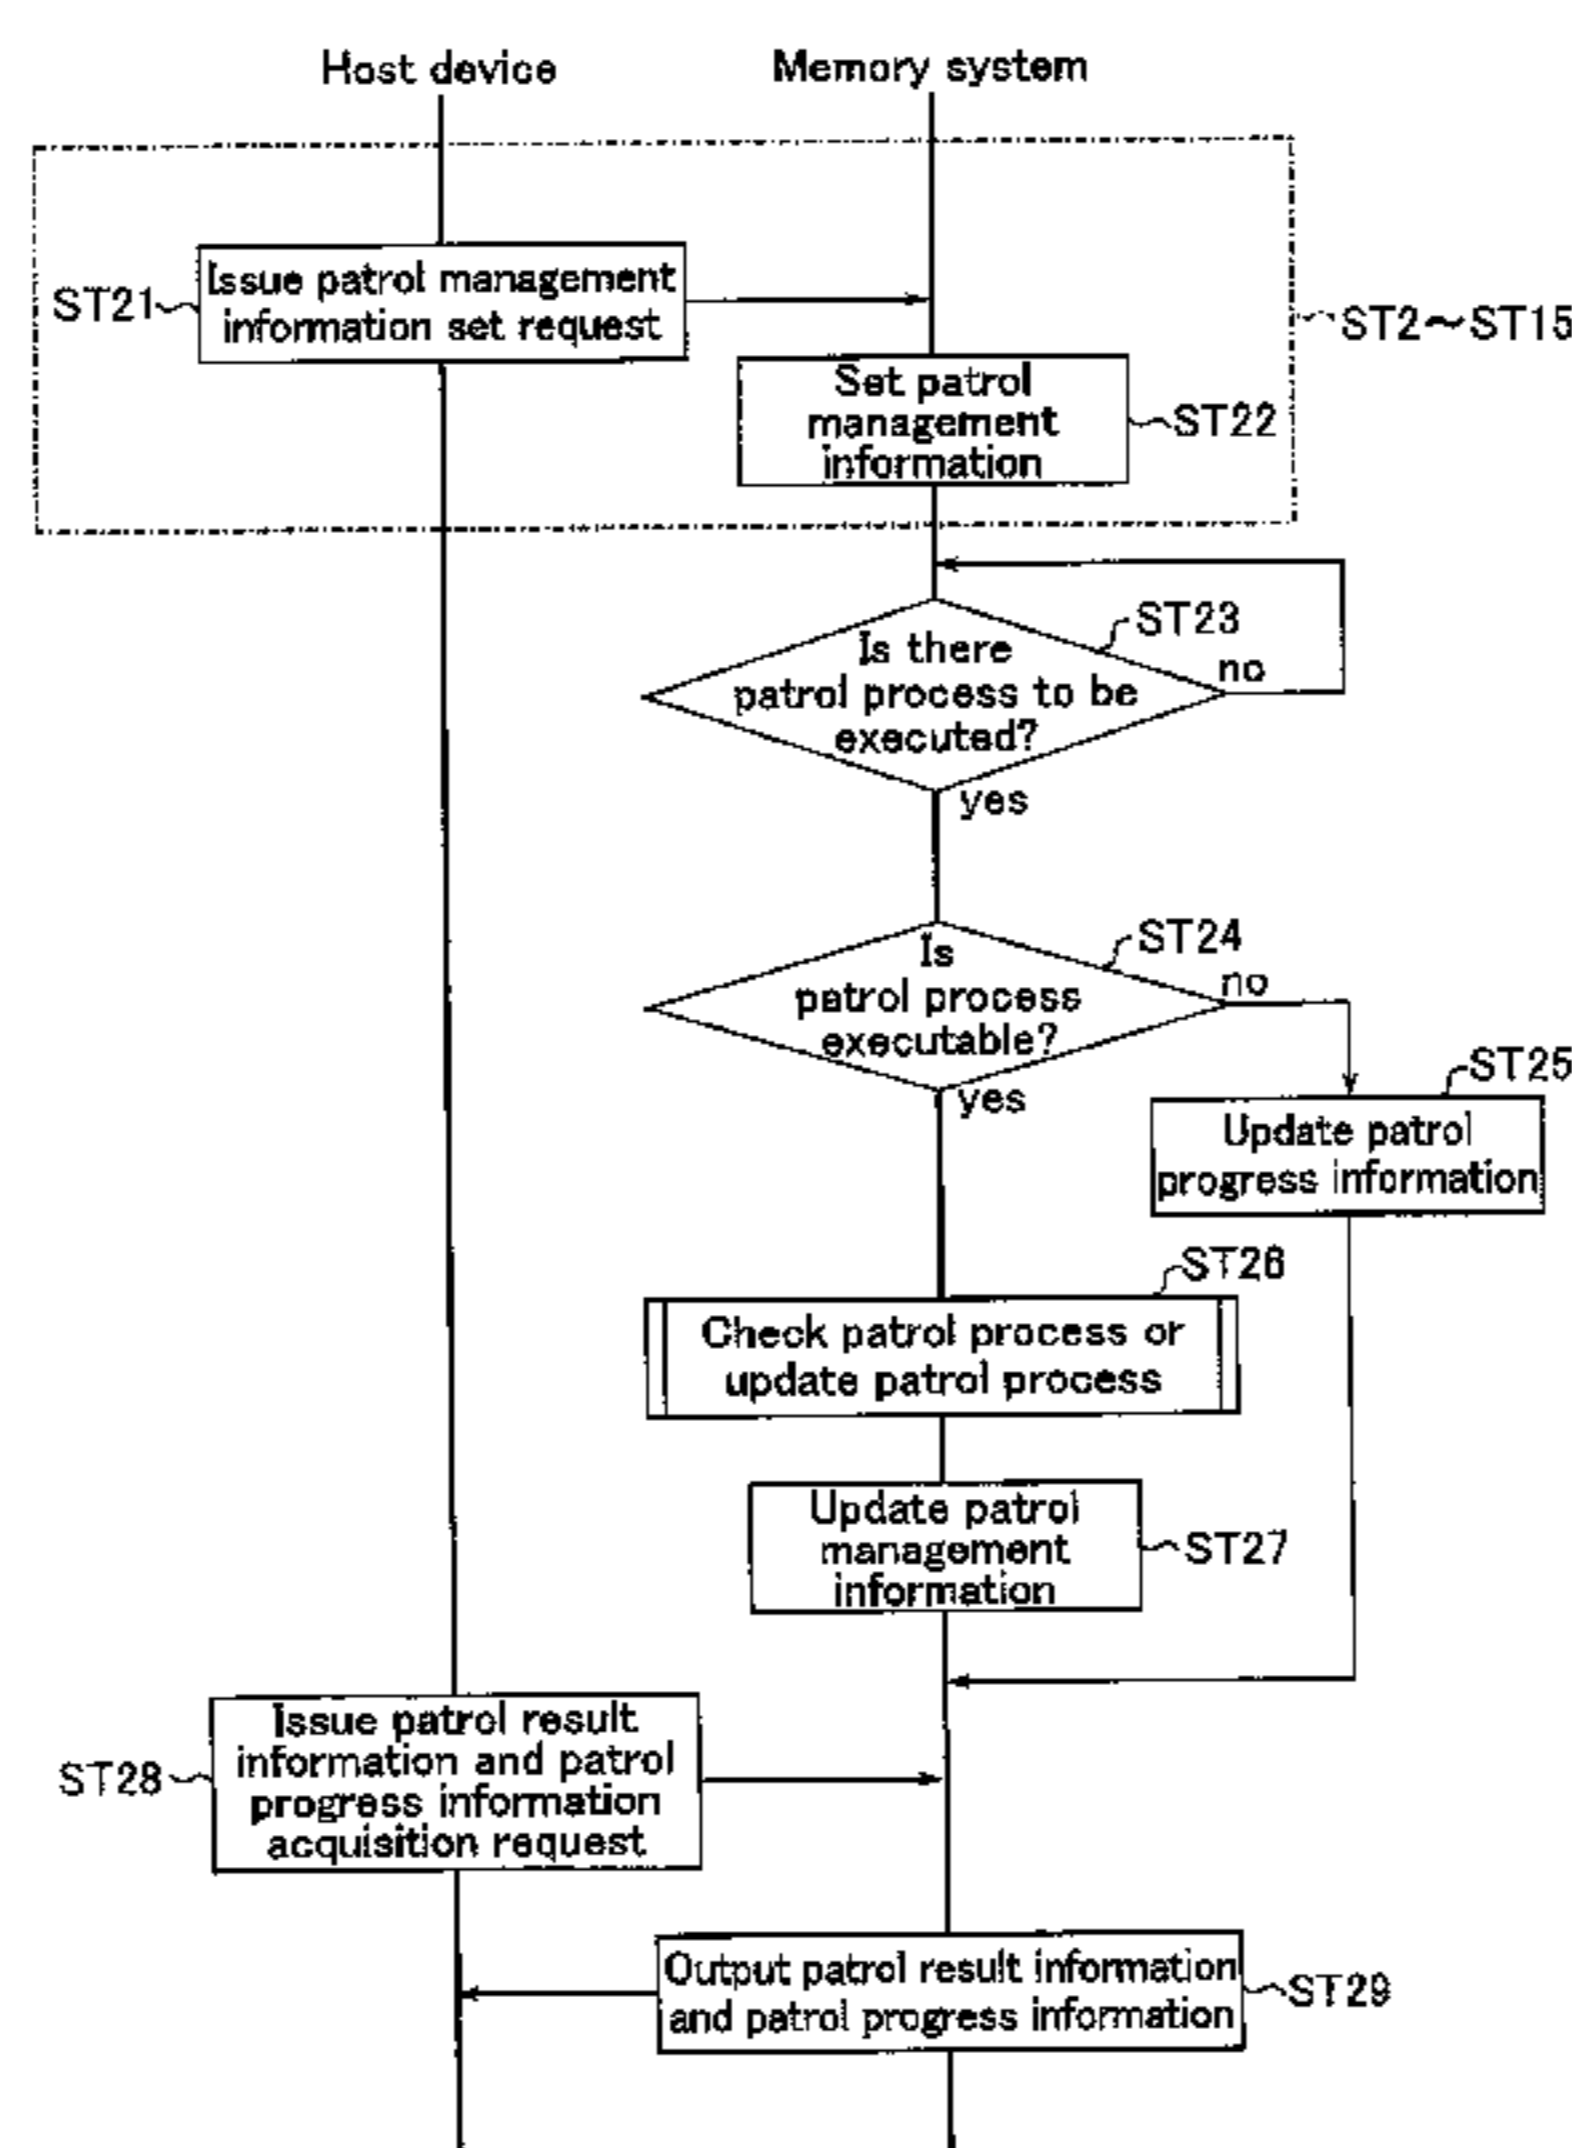 Host device
Memory system
ST21
Issue patrol management
information set request
ST2~ST15
Set patrol
management
information
ST22
ST23
Is there
patrol process to be
executed?
no
yes
ST24
Is
patrol process
executable?
no
yes
ST25
Update patrol
progress information
ST26
Check patrol process or
update patrol process
Update patrol
management
information
ST27
ST28
Issue patrol result
information and patrol
progress information
acquisition request
Output patrol result information
and patrol progress information
ST29